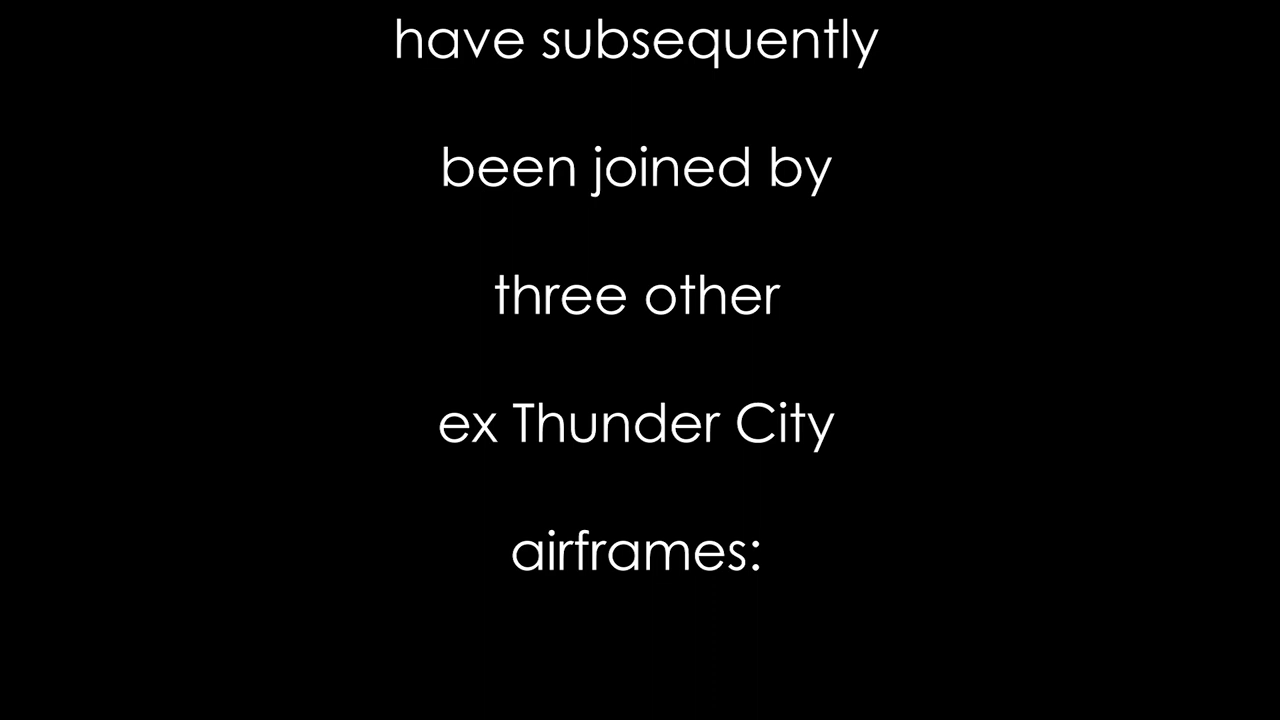 have subsequently
been joined by
three other
ex Thunder City
airframes: